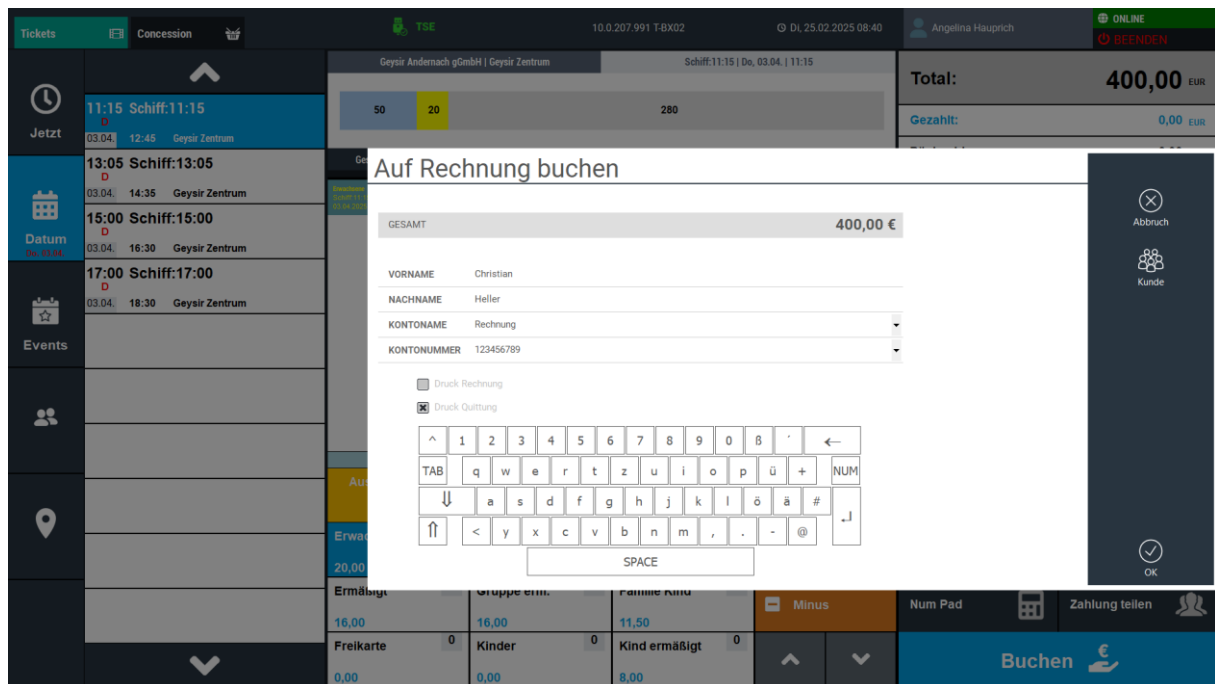 Tickets
Concession
TSE
10.0.207.991 T-BX02
Di, 25.02.2025 08:40
Angelina Hauprich
ONLINE
BEENDEN
Jetzt
Datum
Do, 03.04.
Events
11:15 Schiff:11:15
D
03.04. 12:45 Geysir Zentrum
13:05 Schiff:13:05
D
03.04. 14:35 Geysir Zentrum
15:00 Schiff:15:00
D
03.04. 16:30 Geysir Zentrum
17:00 Schiff:17:00
D
03.04. 18:30 Geysir Zentrum
Geysir Andernach gGmbH | Geysir Zentrum
Schiff:11:15 | Do, 03.04. | 11:15
50 20 280
Total: 400,00 EUR
Gezahlt: 0,00 EUR
Auf Rechnung buchen
GESAMT 400,00 €
VORNAME Christian
NACHNAME Heller
KONTONAME Rechnung
KONTONUMMER 123456789
Druck Rechnung
Druck Quittung
^ 1 2 3 4 5 6 7 8 9 0 ß ´ ←
TAB q w e r t z u i o p ü + NUM
⇓ a s d f g h j k l ö ä # ↵
⇑ < y x c v b n m , . - @
SPACE
Abbruch
Kunde
OK
20,00
Ermäßigt
16,00
Gruppe erm.
16,00
Familie Kind
11,50
Minus
Freikarte 0
0,00
Kinder 0
0,00
Kind ermäßigt 0
8,00
Num Pad
Zahlung teilen
Buchen